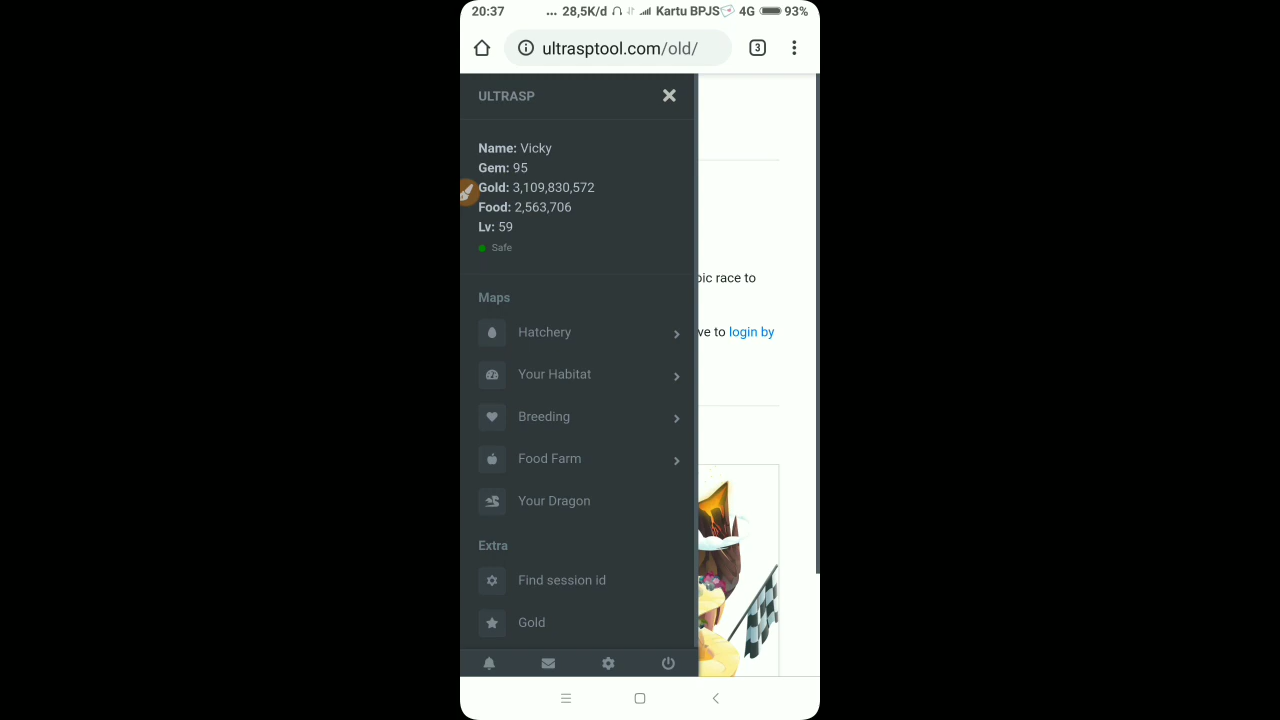 20:37 ... 28,5K/d Kartu BPJS 4G 93%
ultrasptool.com/old/ 3
ULTRASP
Name: Vicky
Gem: 95
Gold: 3,109,830,572
Food: 2,563,706
Lv: 59
Safe
pic race to
Maps
Hatchery
ve to login by
Your Habitat
Breeding
Food Farm
Your Dragon
Extra
Find session id
Gold